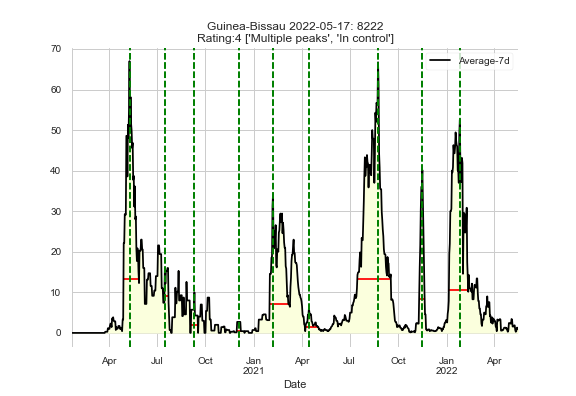 Guinea-Bissau 2022-05-17: 8222
Rating:4 ['Multiple peaks', 'In control']
Average-7d
70
60
50
40
30
20
10
0
Apr Jul Oct Jan Apr Jul Oct Jan Apr
2021 2022
Date